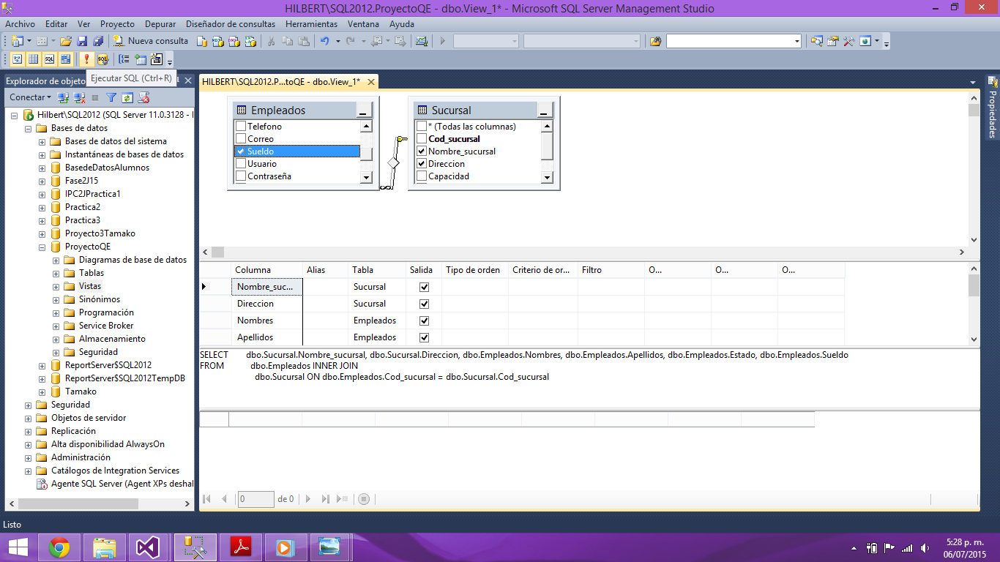 HILBERT\SQL2012.ProyectoQE - dbo.View_1* - Microsoft SQL Server Management Studio
Archivo Editar Ver Proyecto Depurar Diseñador de consultas Herramientas Ventana Ayuda
Nueva consulta
Ejecutar SQL (Ctrl+R)
Explorador de objeto
Conectar
Hilbert\SQL2012 (SQL Server 11.0.3128 -
Bases de datos
Bases de datos del sistema
Instantáneas de bases de datos
BasedeDatosAlumnos
Fase2J15
IPC2JPractica1
Practica2
Practica3
Proyecto3Tamako
ProyectoQE
Diagramas de base de datos
Tablas
Vistas
Sinónimos
Programación
Service Broker
Almacenamiento
Seguridad
ReportServer$SQL2012
ReportServer$SQL2012TempDB
Tamako
Seguridad
Objetos de servidor
Replicación
Alta disponibilidad AlwaysOn
Administración
Catálogos de Integration Services
Agente SQL Server (Agent XPs deshal
HILBERT\SQL2012.P...toQE - dbo.View_1*
Empleados
Telefono
Correo
Sueldo
Usuario
Contraseña
Sucursal
* (Todas las columnas)
Cod_sucursal
Nombre_sucursal
Direccion
Capacidad
Columna Alias Tabla Salida Tipo de orden Criterio de or... Filtro O... O... O...
Nombre_suc... Sucursal
Direccion Sucursal
Nombres Empleados
Apellidos Empleados
SELECT dbo.Sucursal.Nombre_sucursal, dbo.Sucursal.Direccion, dbo.Empleados.Nombres, dbo.Empleados.Apellidos, dbo.Empleados.Estado, dbo.Empleados.Sueldo
FROM dbo.Empleados INNER JOIN
dbo.Sucursal ON dbo.Empleados.Cod_sucursal = dbo.Sucursal.Cod_sucursal
0 de 0
Propiedades
Listo
5:28 p. m.
06/07/2015